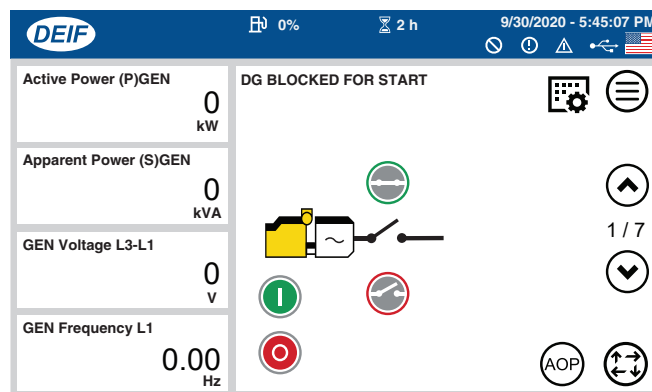 DEIF
0%
2 h
9/30/2020 - 5:45:07 PM
Active Power (P)GEN
0
kW
Apparent Power (S)GEN
0
kVA
GEN Voltage L3-L1
0
V
GEN Frequency L1
0.00
Hz
DG BLOCKED FOR START
1 / 7
AOP